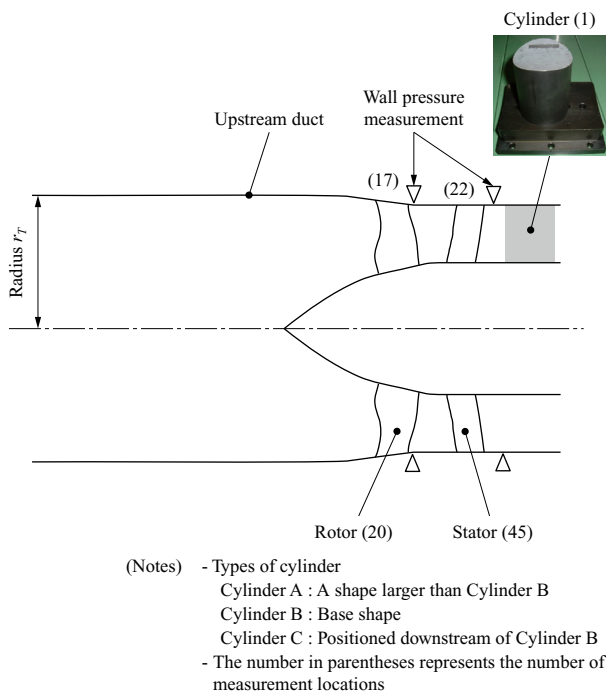 Cylinder (1)
Wall pressure
measurement
Upstream duct
(17)
(22)
Radius r_T
Rotor (20)
Stator (45)
(Notes) - Types of cylinder
Cylinder A : A shape larger than Cylinder B
Cylinder B : Base shape
Cylinder C : Positioned downstream of Cylinder B
- The number in parentheses represents the number of
measurement locations